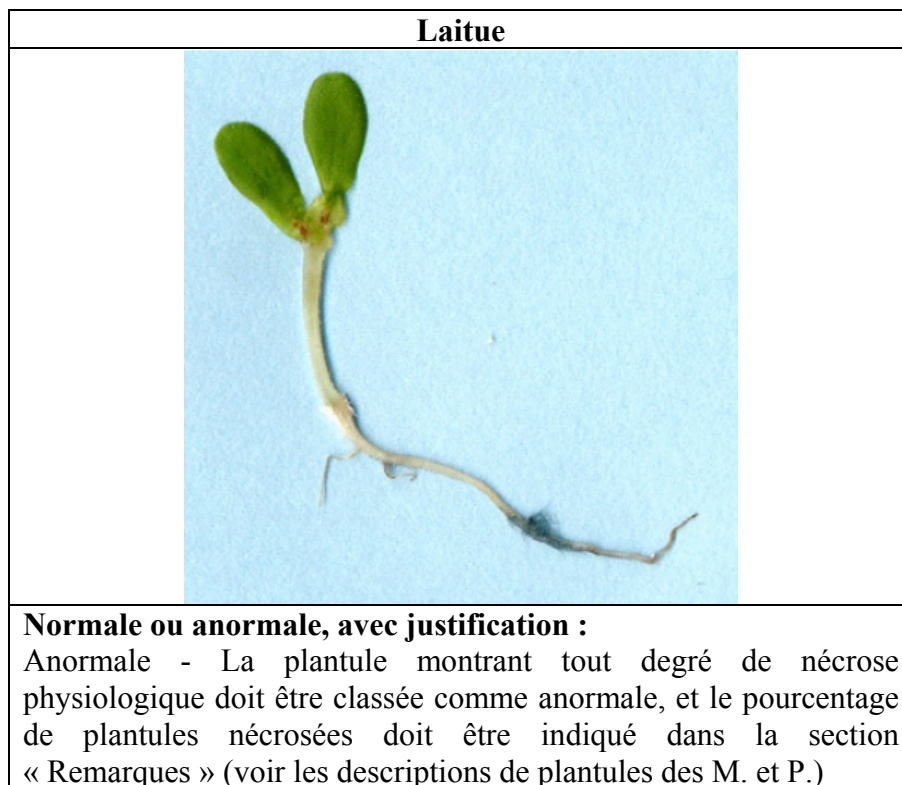 Laitue
Normale ou anormale, avec justification :
Anormale - La plantule montrant tout degré de nécrose
physiologique doit être classée comme anormale, et le pourcentage
de plantules nécrosées doit être indiqué dans la section
« Remarques » (voir les descriptions de plantules des M. et P.)